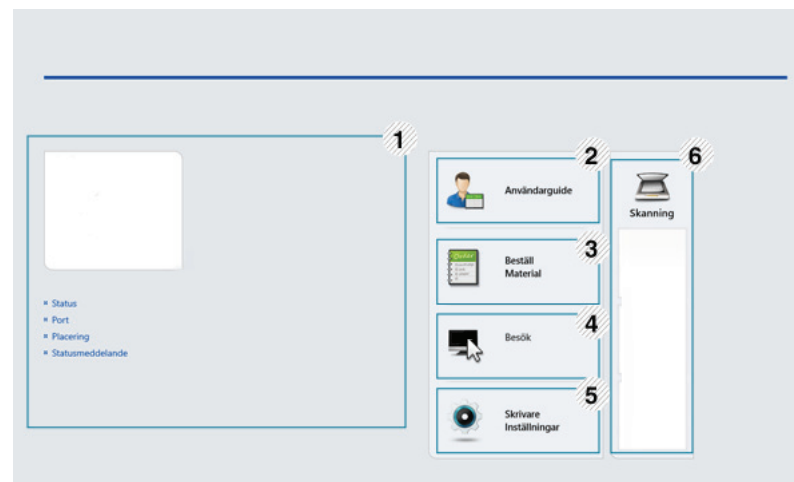 1
2
Användarguide
3
Beställ
Material
4
Besök
5
Skrivare
Inställningar
6
Skanning
Status
Port
Placering
Statusmeddelande